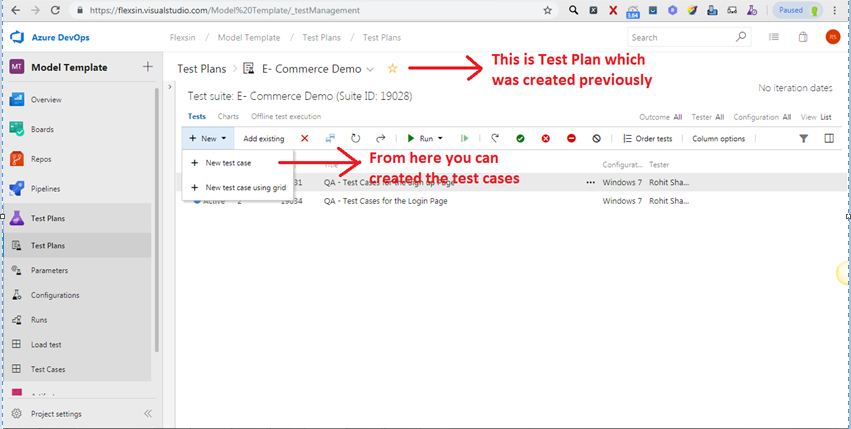 https://flexsin.visualstudio.com/Model%20Template/_testManagement
3.64
Paused
Azure DevOps
Flexsin / Model Template / Test Plans / Test Plans
Search
RS
MT Model Template
Test Plans > E- Commerce Demo
This is Test Plan which
was created previously
No iteration dates
Test suite: E- Commerce Demo (Suite ID: 19028)
Tests Charts Offline test execution
Outcome All Tester All Configuration All View List
New Add existing Run Order tests Column options
New test case
New test case using grid
From here you can
created the test cases
Title Configurat... Tester
31 QA - Test Cases for the Sign up Page ... Windows 7 Rohit Sha...
Active 2 19034 QA - Test Cases for the Login Page Windows 7 Rohit Sha...
Overview
Boards
Repos
Pipelines
Test Plans
Test Plans
Parameters
Configurations
Runs
Load test
Test Cases
Project settings